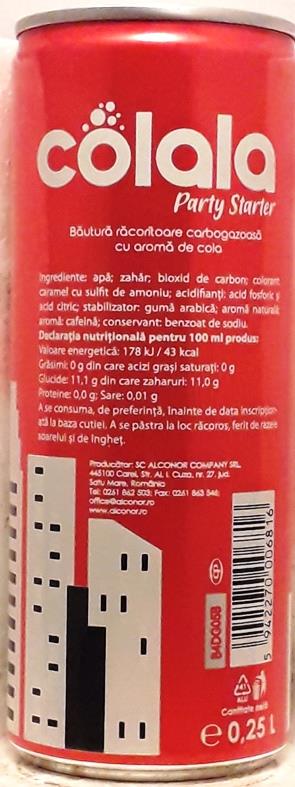 colala
Party Starter
Băutură răcoritoare carbogazoasă
cu aromă de cola
Ingrediente: apă; zahăr; bioxid de carbon; colorant:
caramel cu sulfit de amoniu; acidifianți: acid fosforic și
acid citric; stabilizator: gumă arabică; aromă naturală;
aromă: cafeină; conservant: benzoat de sodiu.
Declarația nutrițională pentru 100 ml produs:
Valoare energetică: 178 kJ / 43 kcal
Grăsimi: 0 g din care acizi grași saturați: 0 g
Glucide: 11,1 g din care zaharuri: 11,0 g
Proteine: 0,0 g; Sare: 0,01 g
A se consuma, de preferință, înainte de data inscripțion-
ată la baza cutiei. A se păstra la loc răcoros, ferit de razele
soarelui și de îngheț.
Producător: SC ALCONOR COMPANY SRL
445100 Carei, Str. Al. I. Cuza, nr. 27, jud.
Satu Mare, România
Tel: 0261 862 503; Fax: 0261 863 546;
office@alconor.ro
www.alconor.ro
5 942270 006816
41
ALU
Cantitate netă
e 0,25 L